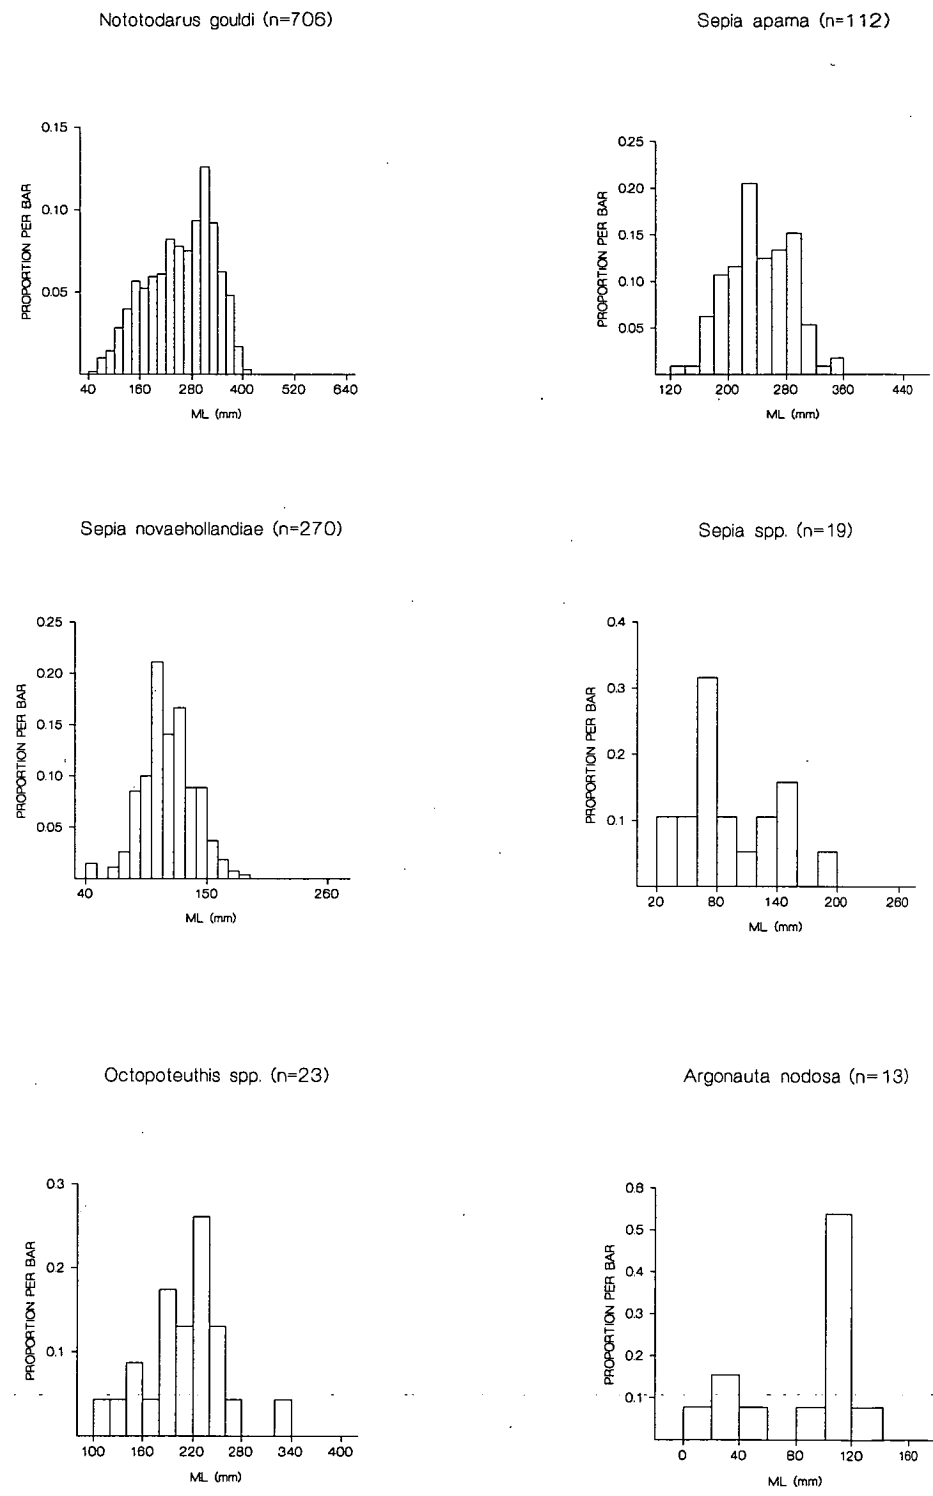 Nototodarus gouldi (n=706)
0.15
0.10
0.05
PROPORTION PER BAR
40 160 280 400 520 640
ML (mm)
Sepia apama (n=112)
0.25
0.20
0.15
0.10
0.05
PROPORTION PER BAR
120 200 280 360 440
ML (mm)
Sepia novaehollandiae (n=270)
0.25
0.20
0.15
0.10
0.05
PROPORTION PER BAR
40 150 260
ML (mm)
Sepia spp. (n=19)
0.4
0.3
0.2
0.1
PROPORTION PER BAR
20 80 140 200 260
ML (mm)
Octopoteuthis spp. (n=23)
0.3
0.2
0.1
PROPORTION PER BAR
100 160 220 280 340 400
ML (mm)
Argonauta nodosa (n=13)
0.6
0.5
0.4
0.3
0.2
0.1
PROPORTION PER BAR
0 40 80 120 160
ML (mm)